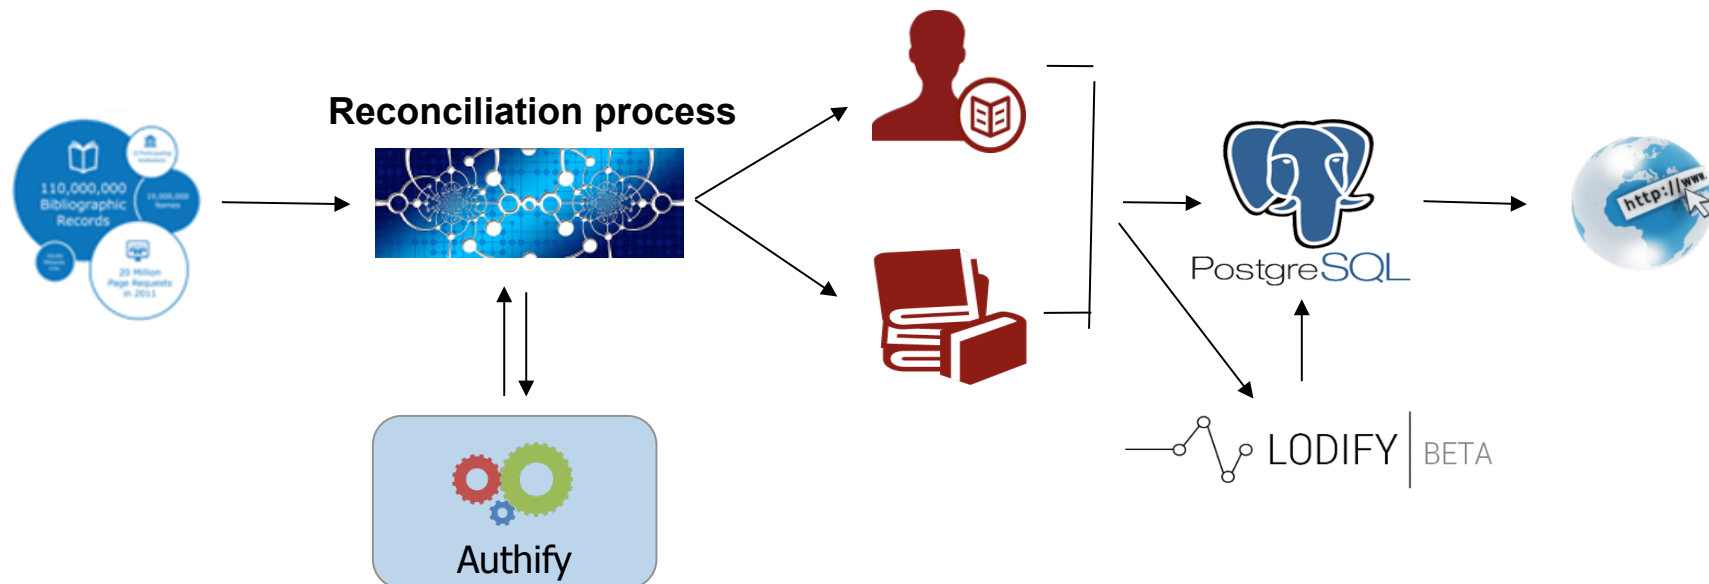 Reconciliation process
110,000,000
Bibliographic
Records
Names
20 Million
Page Requests
in 2011
http://www.
PostgreSQL
LODIFY BETA
Authify